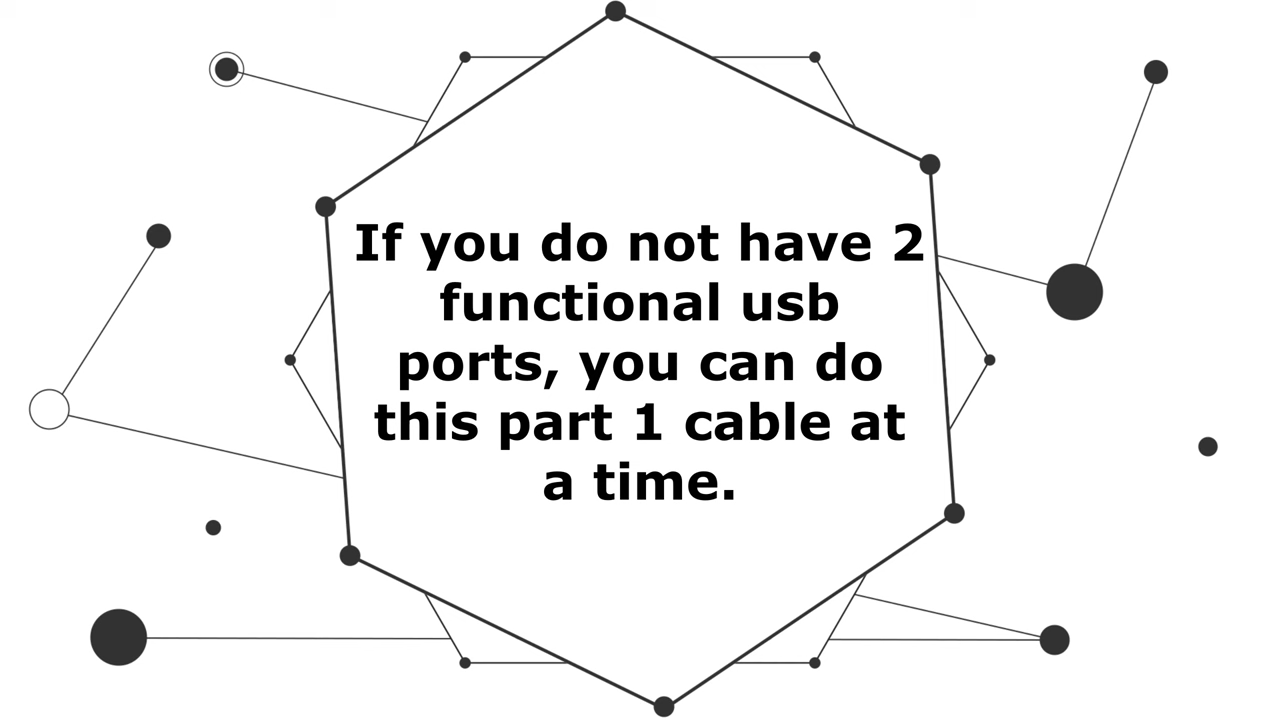 If you do not have 2
functional usb
ports, you can do
this part 1 cable at
a time.